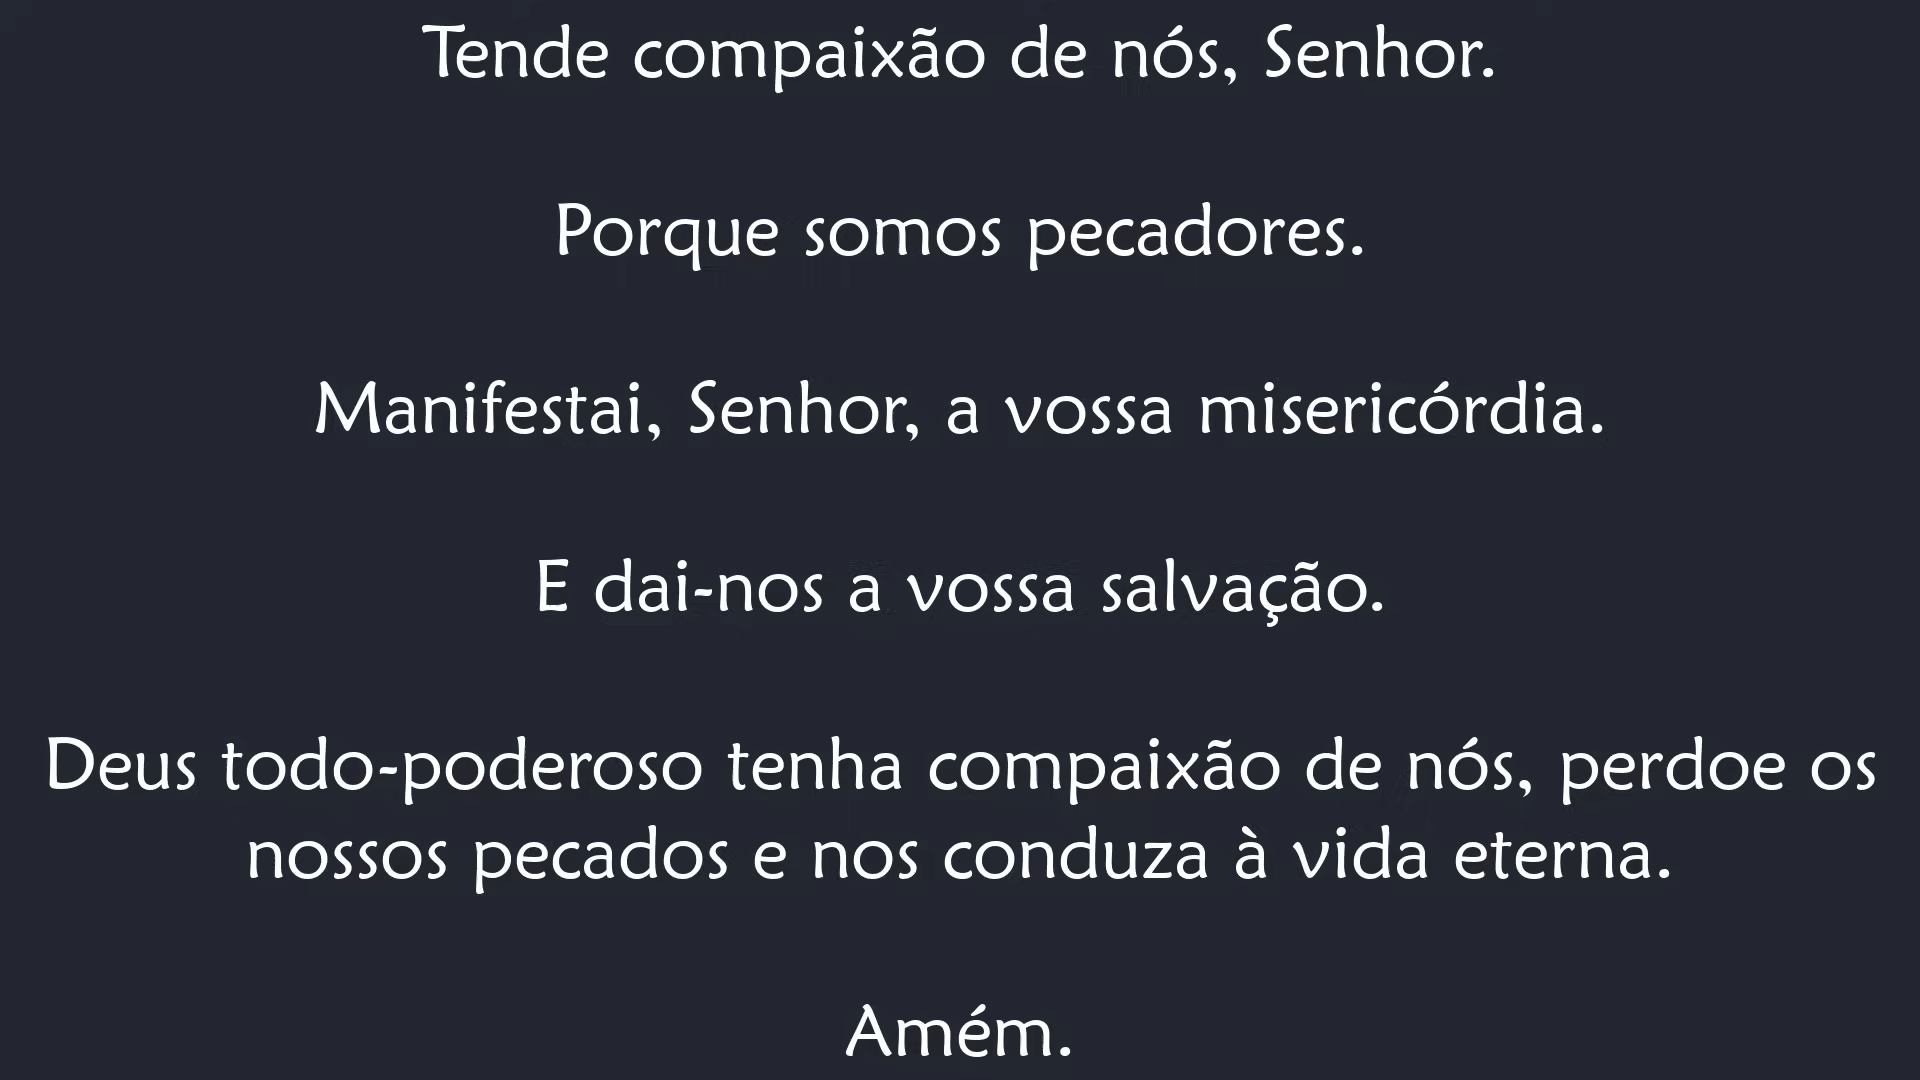 Tende compaixão de nós, Senhor.
Porque somos pecadores.
Manifestai, Senhor, a vossa misericórdia.
E dai-nos a vossa salvação.
Deus todo-poderoso tenha compaixão de nós, perdoe os
nossos pecados e nos conduza à vida eterna.
Amém.